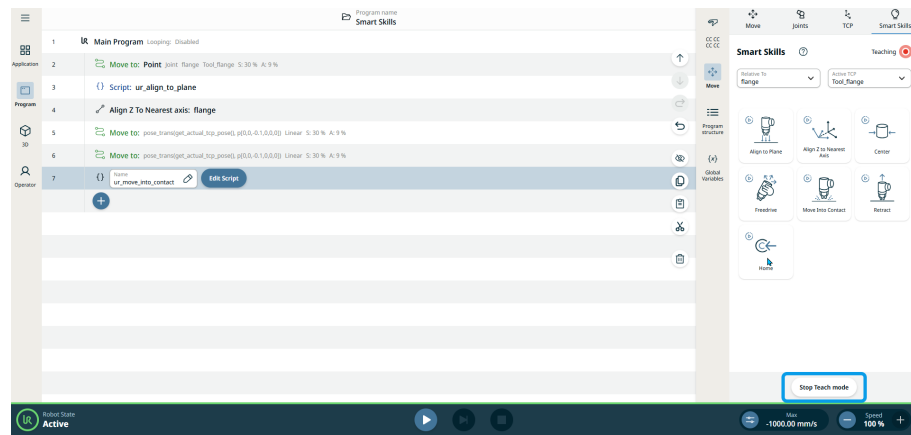 Program name
Smart Skills
Application
Program
3D
Operator
1 Main Program Looping: Disabled
2 Move to: Point Joint flange Tool_flange S: 30 % A: 9 %
3 {} Script: ur_align_to_plane
4 Align Z To Nearest axis: flange
5 Move to: pose_trans(get_actual_tcp_pose(), p[0,0,-0.1,0,0,0]) Linear S: 30 % A: 9 %
6 Move to: pose_trans(get_actual_tcp_pose(), p[0,0,-0.1,0,0,0]) Linear S: 30 % A: 9 %
7 {} Name
ur_move_into_contact
Edit Script
Move
Program
structure
{x}
Global
Variables
Move Joints TCP Smart Skills
Smart Skills Teaching
Relative To
flange
Active TCP
Tool_flange
Align to Plane
Align Z to Nearest
Axis
Center
Freedrive
Move Into Contact
Retract
Home
Stop Teach mode
Robot State
Active
Max
-1000.00 mm/s
Speed
100 %